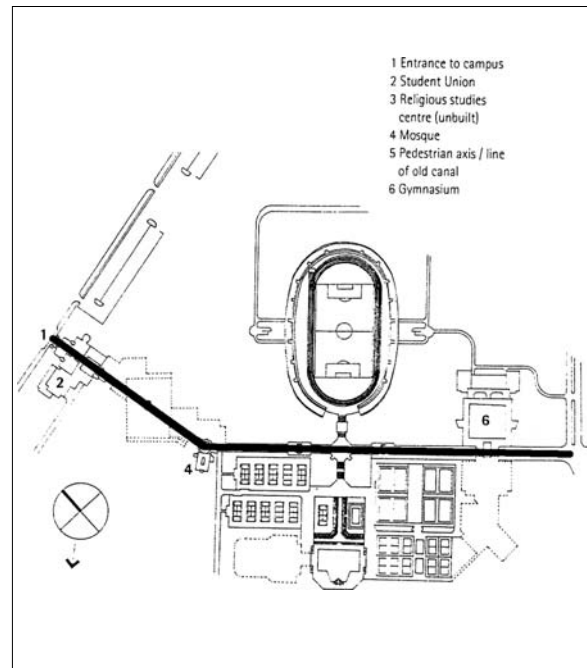 1 Entrance to campus
2 Student Union
3 Religious studies
centre (unbuilt)
4 Mosque
5 Pedestrian axis / line
of old canal
6 Gymnasium
1
2
6
4